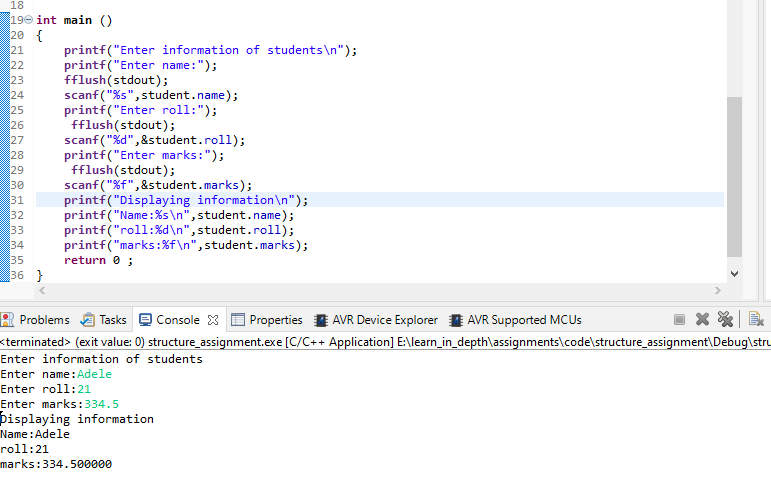 18
19 int main ()
20 {
21     printf("Enter information of students\n");
22     printf("Enter name:");
23     fflush(stdout);
24     scanf("%s",student.name);
25     printf("Enter roll:");
26      fflush(stdout);
27     scanf("%d",&student.roll);
28     printf("Enter marks:");
29      fflush(stdout);
30     scanf("%f",&student.marks);
31     printf("Displaying information\n");
32     printf("Name:%s\n",student.name);
33     printf("roll:%d\n",student.roll);
34     printf("marks:%f\n",student.marks);
35     return 0 ;
36 }
Problems Tasks Console Properties AVR Device Explorer AVR Supported MCUs
<terminated> (exit value: 0) structure_assignment.exe [C/C++ Application] E:\learn_in_depth\assignments\code\structure_assignment\Debug\stru
Enter information of students
Enter name:Adele
Enter roll:21
Enter marks:334.5
Displaying information
Name:Adele
roll:21
marks:334.500000